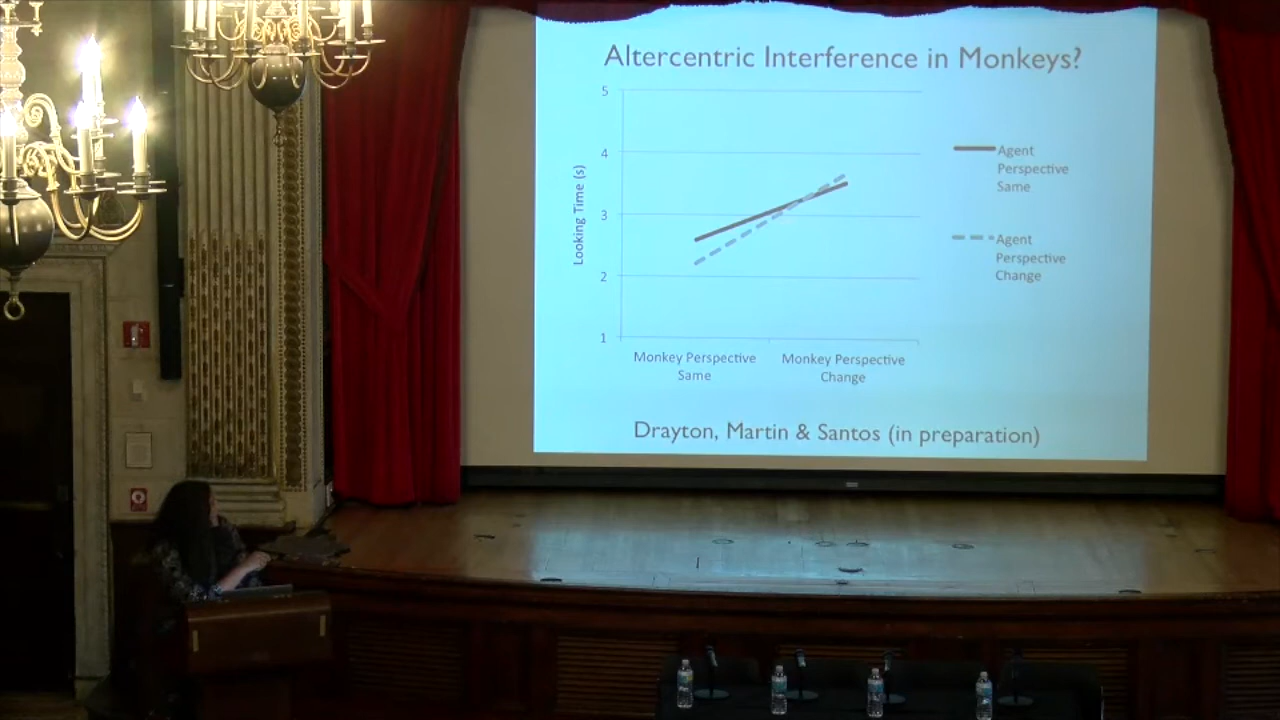 Altercentric Interference in Monkeys?
5
4
3
2
1
Looking Time (s)
Monkey Perspective
Same
Monkey Perspective
Change
Agent
Perspective
Same
Agent
Perspective
Change
Drayton, Martin & Santos (in preparation)